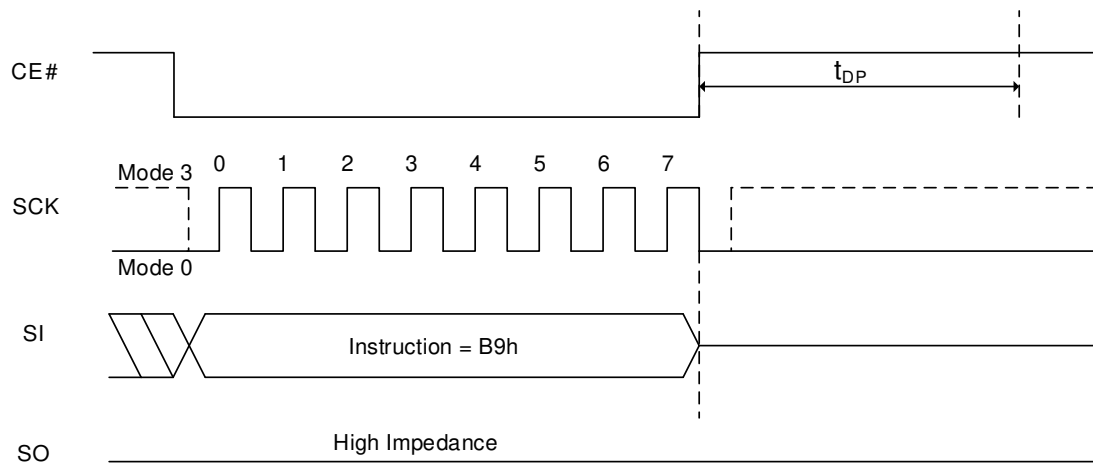 CE#
tDP
Mode 3
0 1 2 3 4 5 6 7
SCK
Mode 0
SI
Instruction = B9h
SO
High Impedance